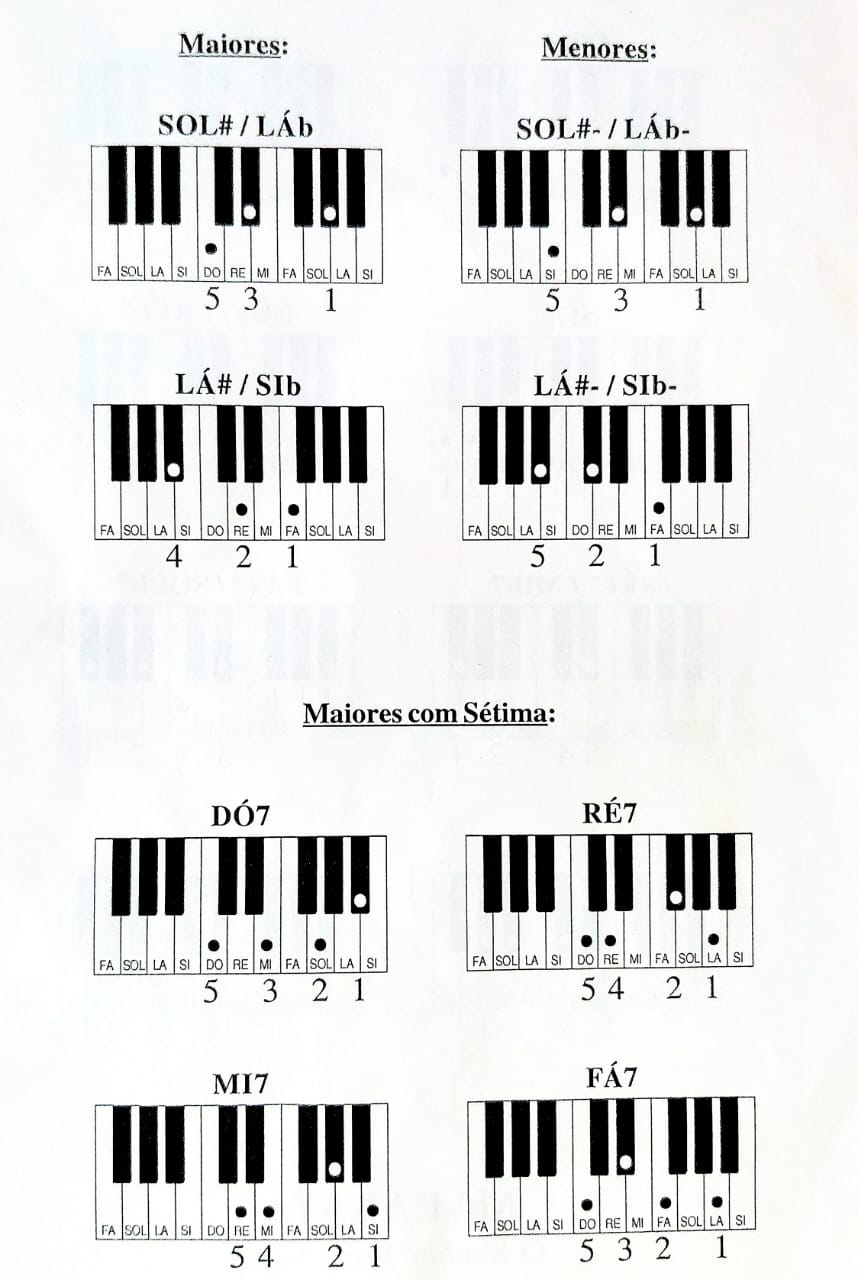 Maiores:
Menores:
SOL# / LÁb
SOL#- / LÁb-
FA SOL LA SI DO RE MI FA SOL LA SI
FA SOL LA SI DO RE MI FA SOL LA SI
5 3 1
5 3 1
LÁ# / SIb
LÁ#- / SIb-
FA SOL LA SI DO RE MI FA SOL LA SI
FA SOL LA SI DO RE MI FA SOL LA SI
4 2 1
5 2 1
Maiores com Sétima:
DÓ7
RÉ7
FA SOL LA SI DO RE MI FA SOL LA SI
FA SOL LA SI DO RE MI FA SOL LA SI
5 3 2 1
5 4 2 1
MI7
FÁ7
FA SOL LA SI DO RE MI FA SOL LA SI
FA SOL LA SI DO RE MI FA SOL LA SI
5 4 2 1
5 3 2 1